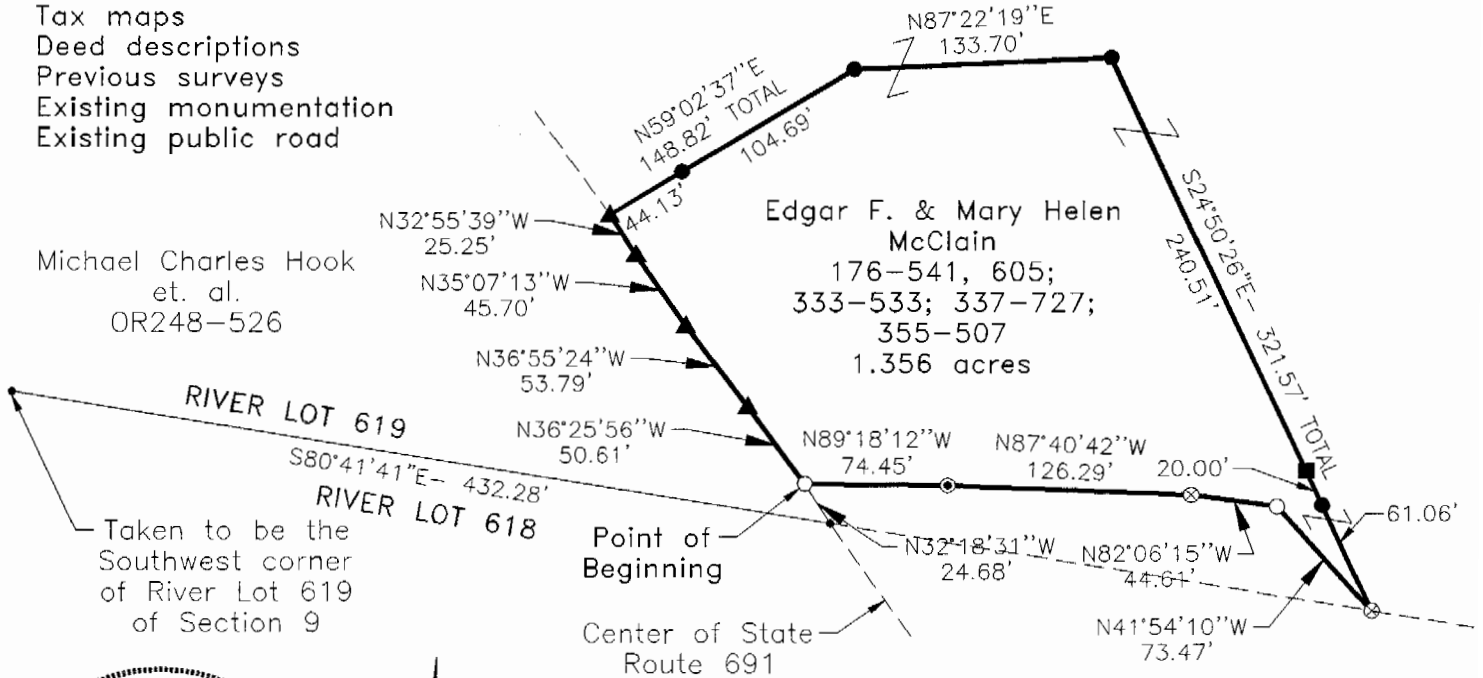 Tax maps
Deed descriptions
Previous surveys
Existing monumentation
Existing public road
N87°22'19"E
133.70'
N59°02'37"E
148.82' TOTAL
104.69'
44.13'
S24°50'26"E- 321.57' TOTAL
240.51'
Edgar F. & Mary Helen
McClain
176-541, 605;
333-533; 337-727;
355-507
1.356 acres
N32°55'39"W
25.25'
N35°07'13"W
45.70'
N36°55'24"W
53.79'
N36°25'56"W
50.61'
Michael Charles Hook
et. al.
OR248-526
RIVER LOT 619
S80°41'41"E- 432.28'
RIVER LOT 618
N89°18'12"W
74.45'
N87°40'42"W
126.29'
20.00'
61.06'
Taken to be the
Southwest corner
of River Lot 619
of Section 9
Point of
Beginning
N32°18'31"W
24.68'
N82°06'15"W
44.61'
N41°54'10"W
73.47'
Center of State
Route 691